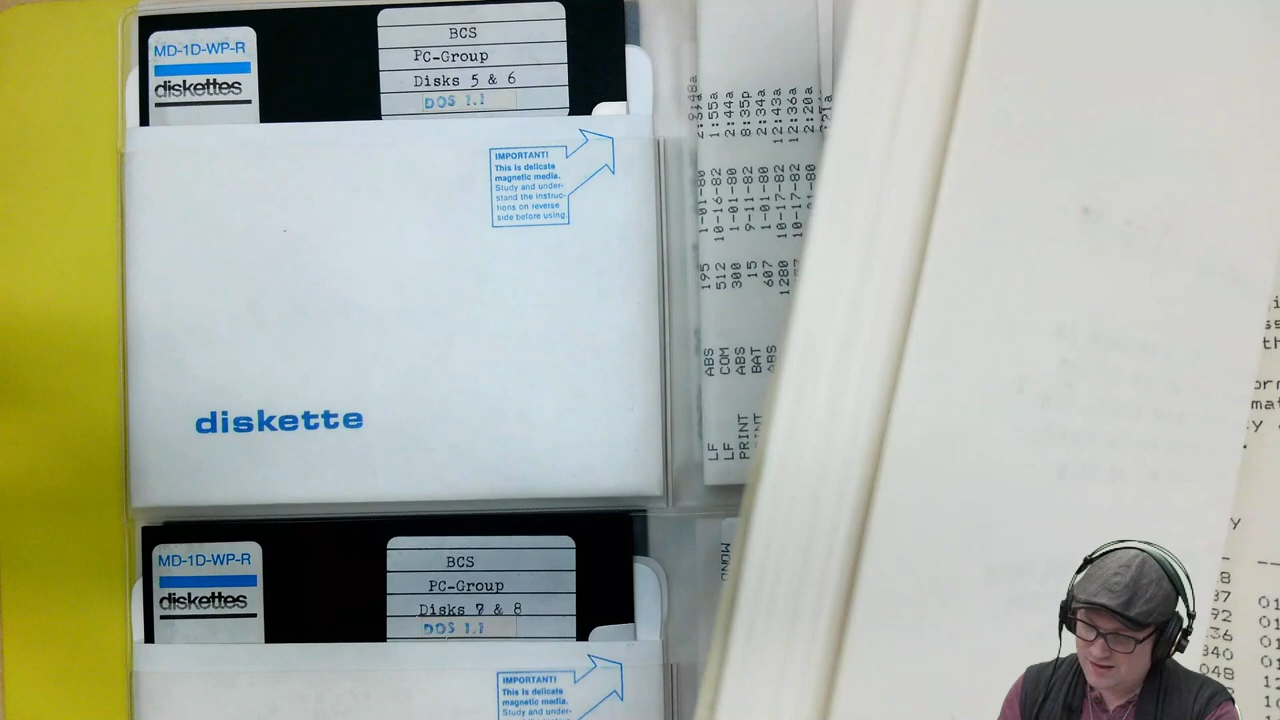 MD-1D-WP-R
diskettes
BCS
PC-Group
Disks 5 & 6
DOS 1.1
IMPORTANT!
This is delicate
magnetic media.
Study and under-
stand the instruc-
tions on reverse
side before using.
diskette
MD-1D-WP-R
diskettes
BCS
PC-Group
Disks 7 & 8
DOS 1.1
IMPORTANT!
This is delicate
magnetic media.
Study and under-
LF ABS 195 1-01-80
LF COM 512 10-16-82 1:55a
PRINT ABS 300 1-01-80 2:44a
BAT 15 9-11-82 8:35p
607 1-01-80 2:34a
1280 10-17-82 12:43a
10-17-82 12:36a
2:20a
MONO